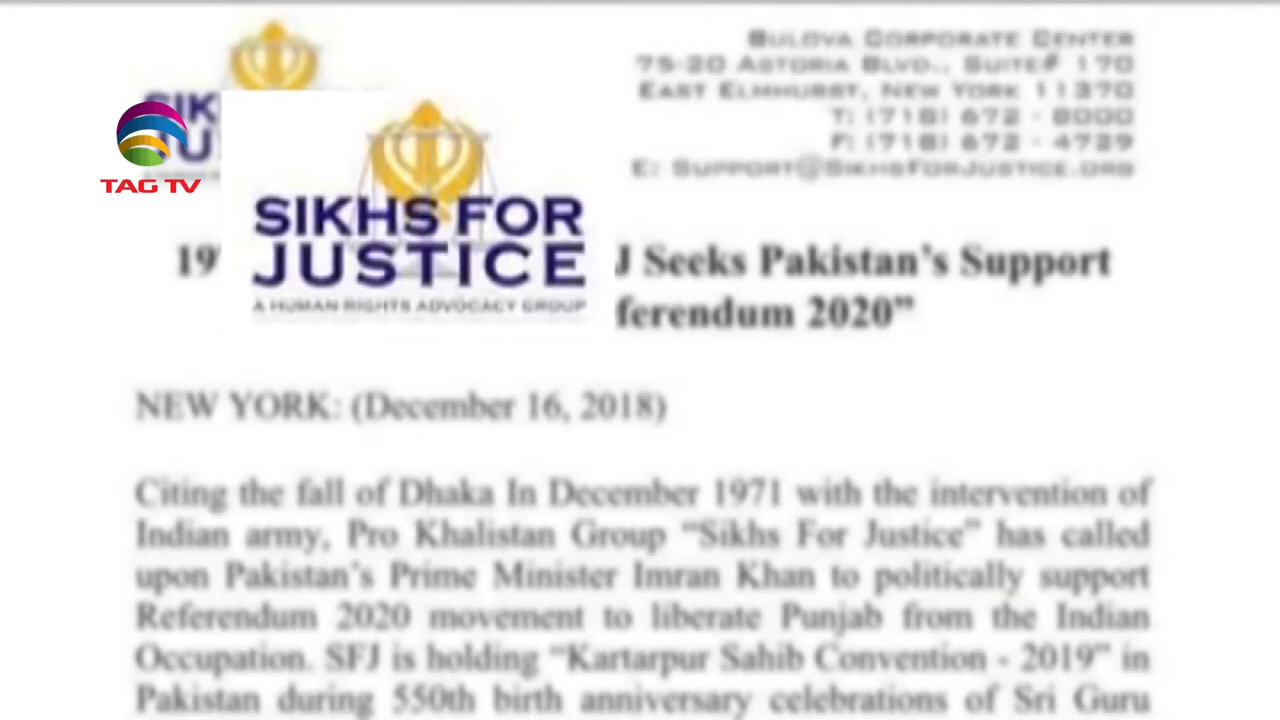 BULOVA CORPORATE CENTER
75-20 ASTORIA BLVD., SUITE# 170
EAST ELMHURST, NEW YORK 11370
T: (718) 672 - 8000
F: (718) 672 - 4729
E: SUPPORT@SIKHSFORJUSTICE.ORG
SIK
JU
TAG TV
SIKHS FOR
JUSTICE
A HUMAN RIGHTS ADVOCACY GROUP
19 J Seeks Pakistan's Support
ferendum 2020”
NEW YORK: (December 16, 2018)
Citing the fall of Dhaka In December 1971 with the intervention of
Indian army, Pro Khalistan Group “Sikhs For Justice” has called
upon Pakistan's Prime Minister Imran Khan to politically support
Referendum 2020 movement to liberate Punjab from the Indian
Occupation. SFJ is holding “Kartarpur Sahib Convention - 2019” in
Pakistan during 550th birth anniversary celebrations of Sri Guru